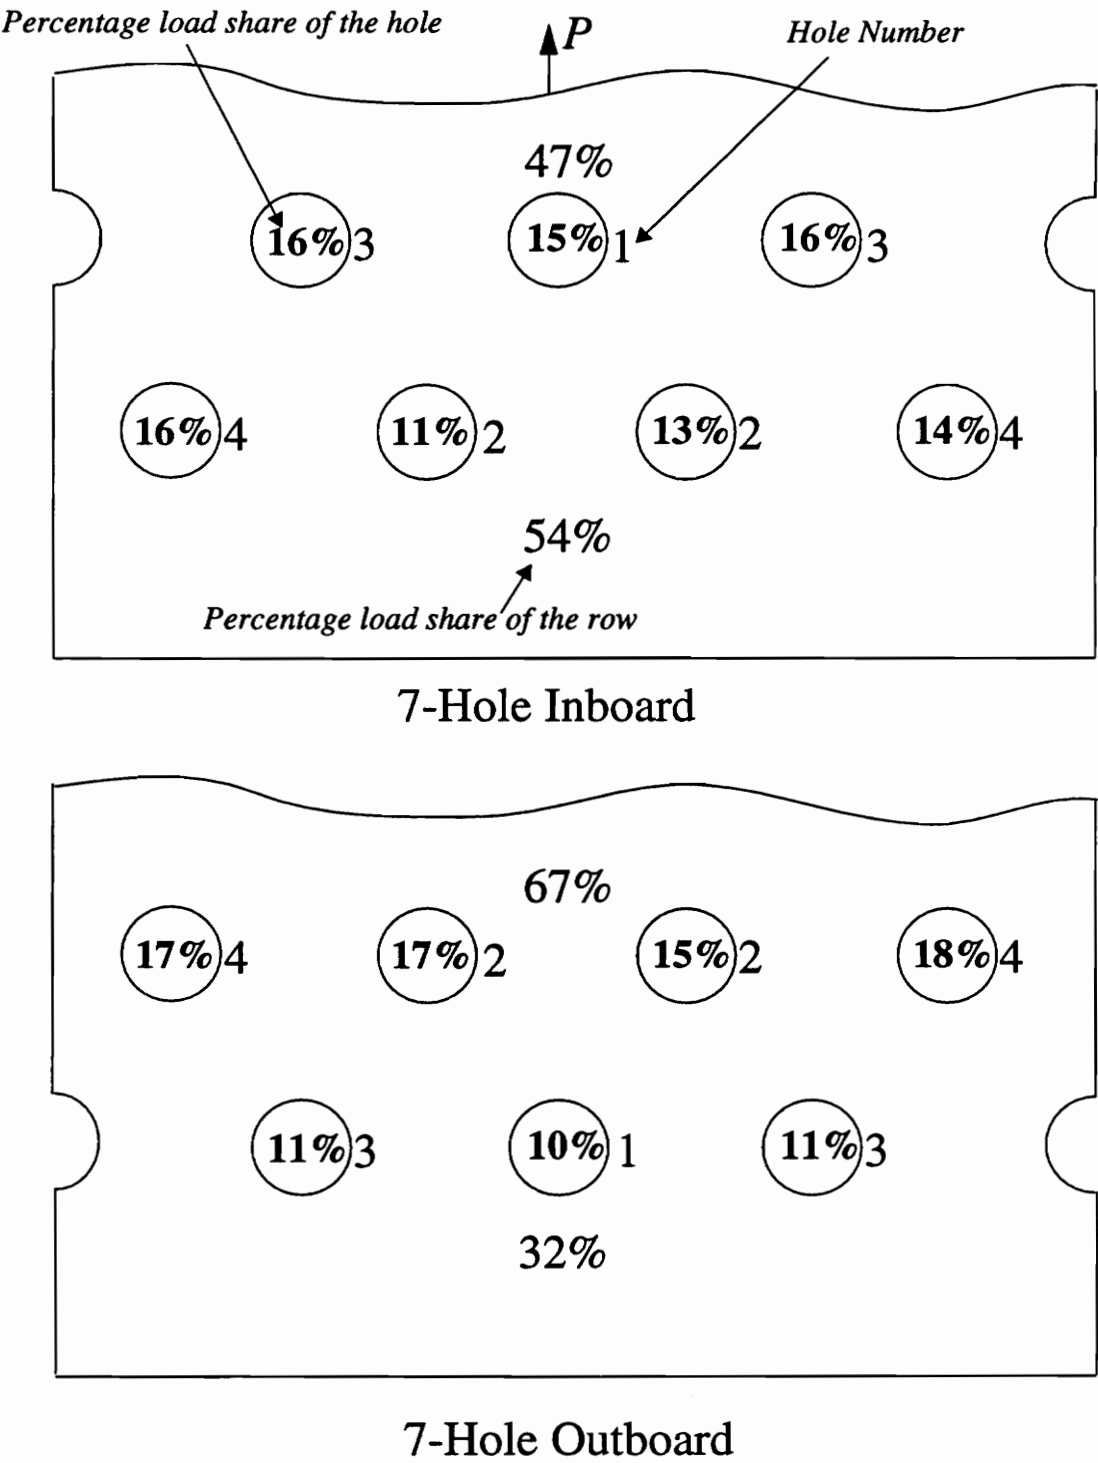 Percentage load share of the hole
P
Hole Number
47%
16% 3 15% 1 16% 3
16% 4 11% 2 13% 2 14% 4
54%
Percentage load share of the row
7-Hole Inboard
67%
17% 4 17% 2 15% 2 18% 4
11% 3 10% 1 11% 3
32%
7-Hole Outboard